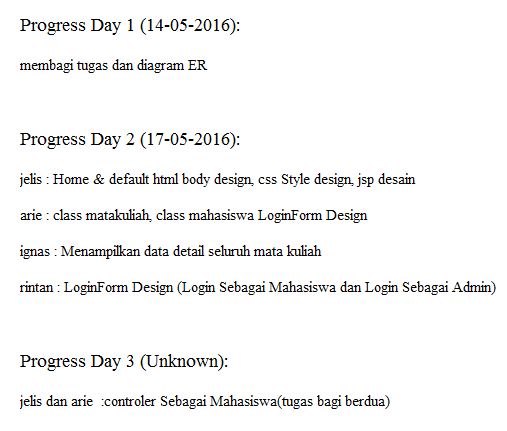 Progress Day 1 (14-05-2016):
membagi tugas dan diagram ER
Progress Day 2 (17-05-2016):
jelis : Home & default html body design, css Style design, jsp desain
arie : class matakuliah, class mahasiswa LoginForm Design
ignas : Menampilkan data detail seluruh mata kuliah
rintan : LoginForm Design (Login Sebagai Mahasiswa dan Login Sebagai Admin)
Progress Day 3 (Unknown):
jelis dan arie  :controler Sebagai Mahasiswa(tugas bagi berdua)